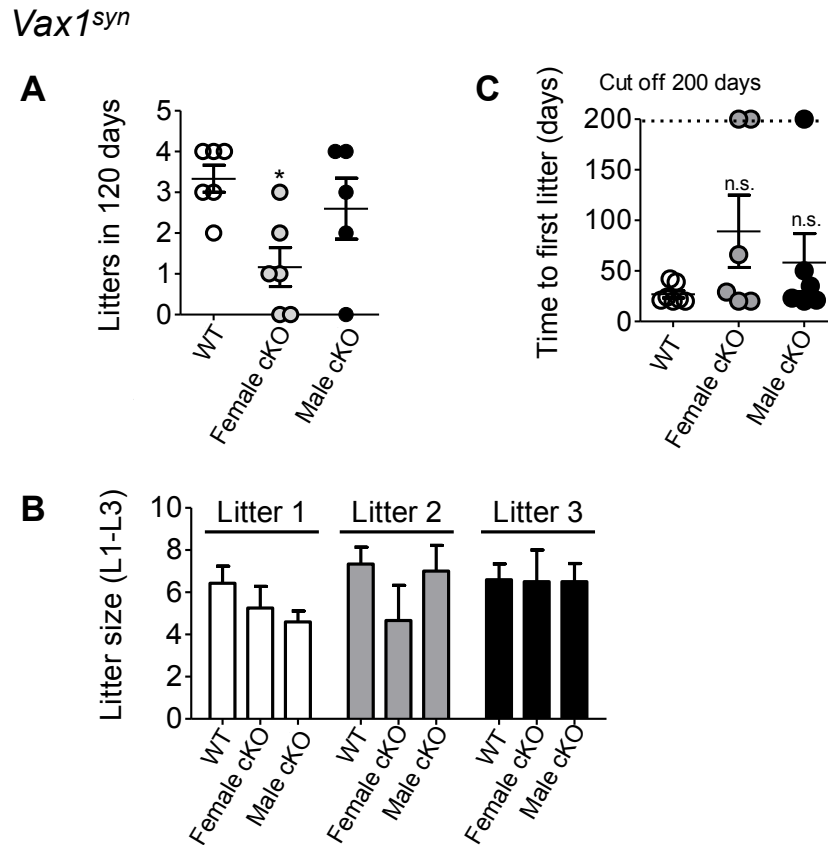 Vax1syn
A
Litters in 120 days
5
4
3
2
1
0
*
WT
Female cKO
Male cKO
C
Cut off 200 days
Time to first litter (days)
200
150
100
50
0
n.s.
n.s.
WT
Female cKO
Male cKO
B
Litter size (L1-L3)
10
8
6
4
2
0
Litter 1
Litter 2
Litter 3
WT
Female cKO
Male cKO
WT
Female cKO
Male cKO
WT
Female cKO
Male cKO